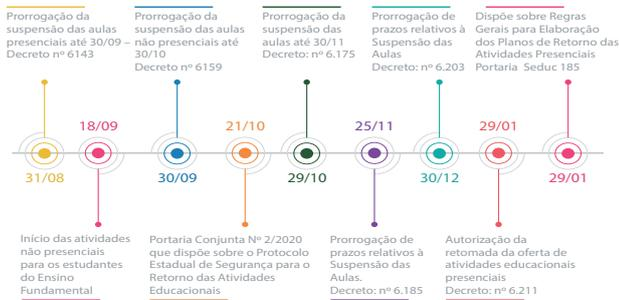 Prorrogação da
suspensão das aulas
presenciais até 30/09 –
Decreto nº 6143
Prorrogação da
suspensão das aulas
não presenciais até
30/10
Decreto nº 6159
Prorrogação da
suspensão das
aulas até 30/11
Decreto: nº 6.175
Prorrogação de
prazos relativos à
Suspensão das
Aulas
Decreto: nº 6.203
Dispõe sobre Regras
Gerais para Elaboração
dos Planos de Retorno das
Atividades Presenciais
Portaria Seduc 185
18/09
21/10
25/11
29/01
31/08
30/09
29/10
30/12
29/01
Início das atividades
não presenciais
para os estudantes
do Ensino
Fundamental
Portaria Conjunta Nº 2/2020
que dispõe sobre o Protocolo
Estadual de Segurança para o
Retorno das Atividades
Educacionais
Prorrogação de
prazos relativos à
Suspensão das
Aulas.
Decreto: nº 6.185
Autorização da
retomada da oferta de
atividades educacionais
presenciais
Decreto: nº 6.211